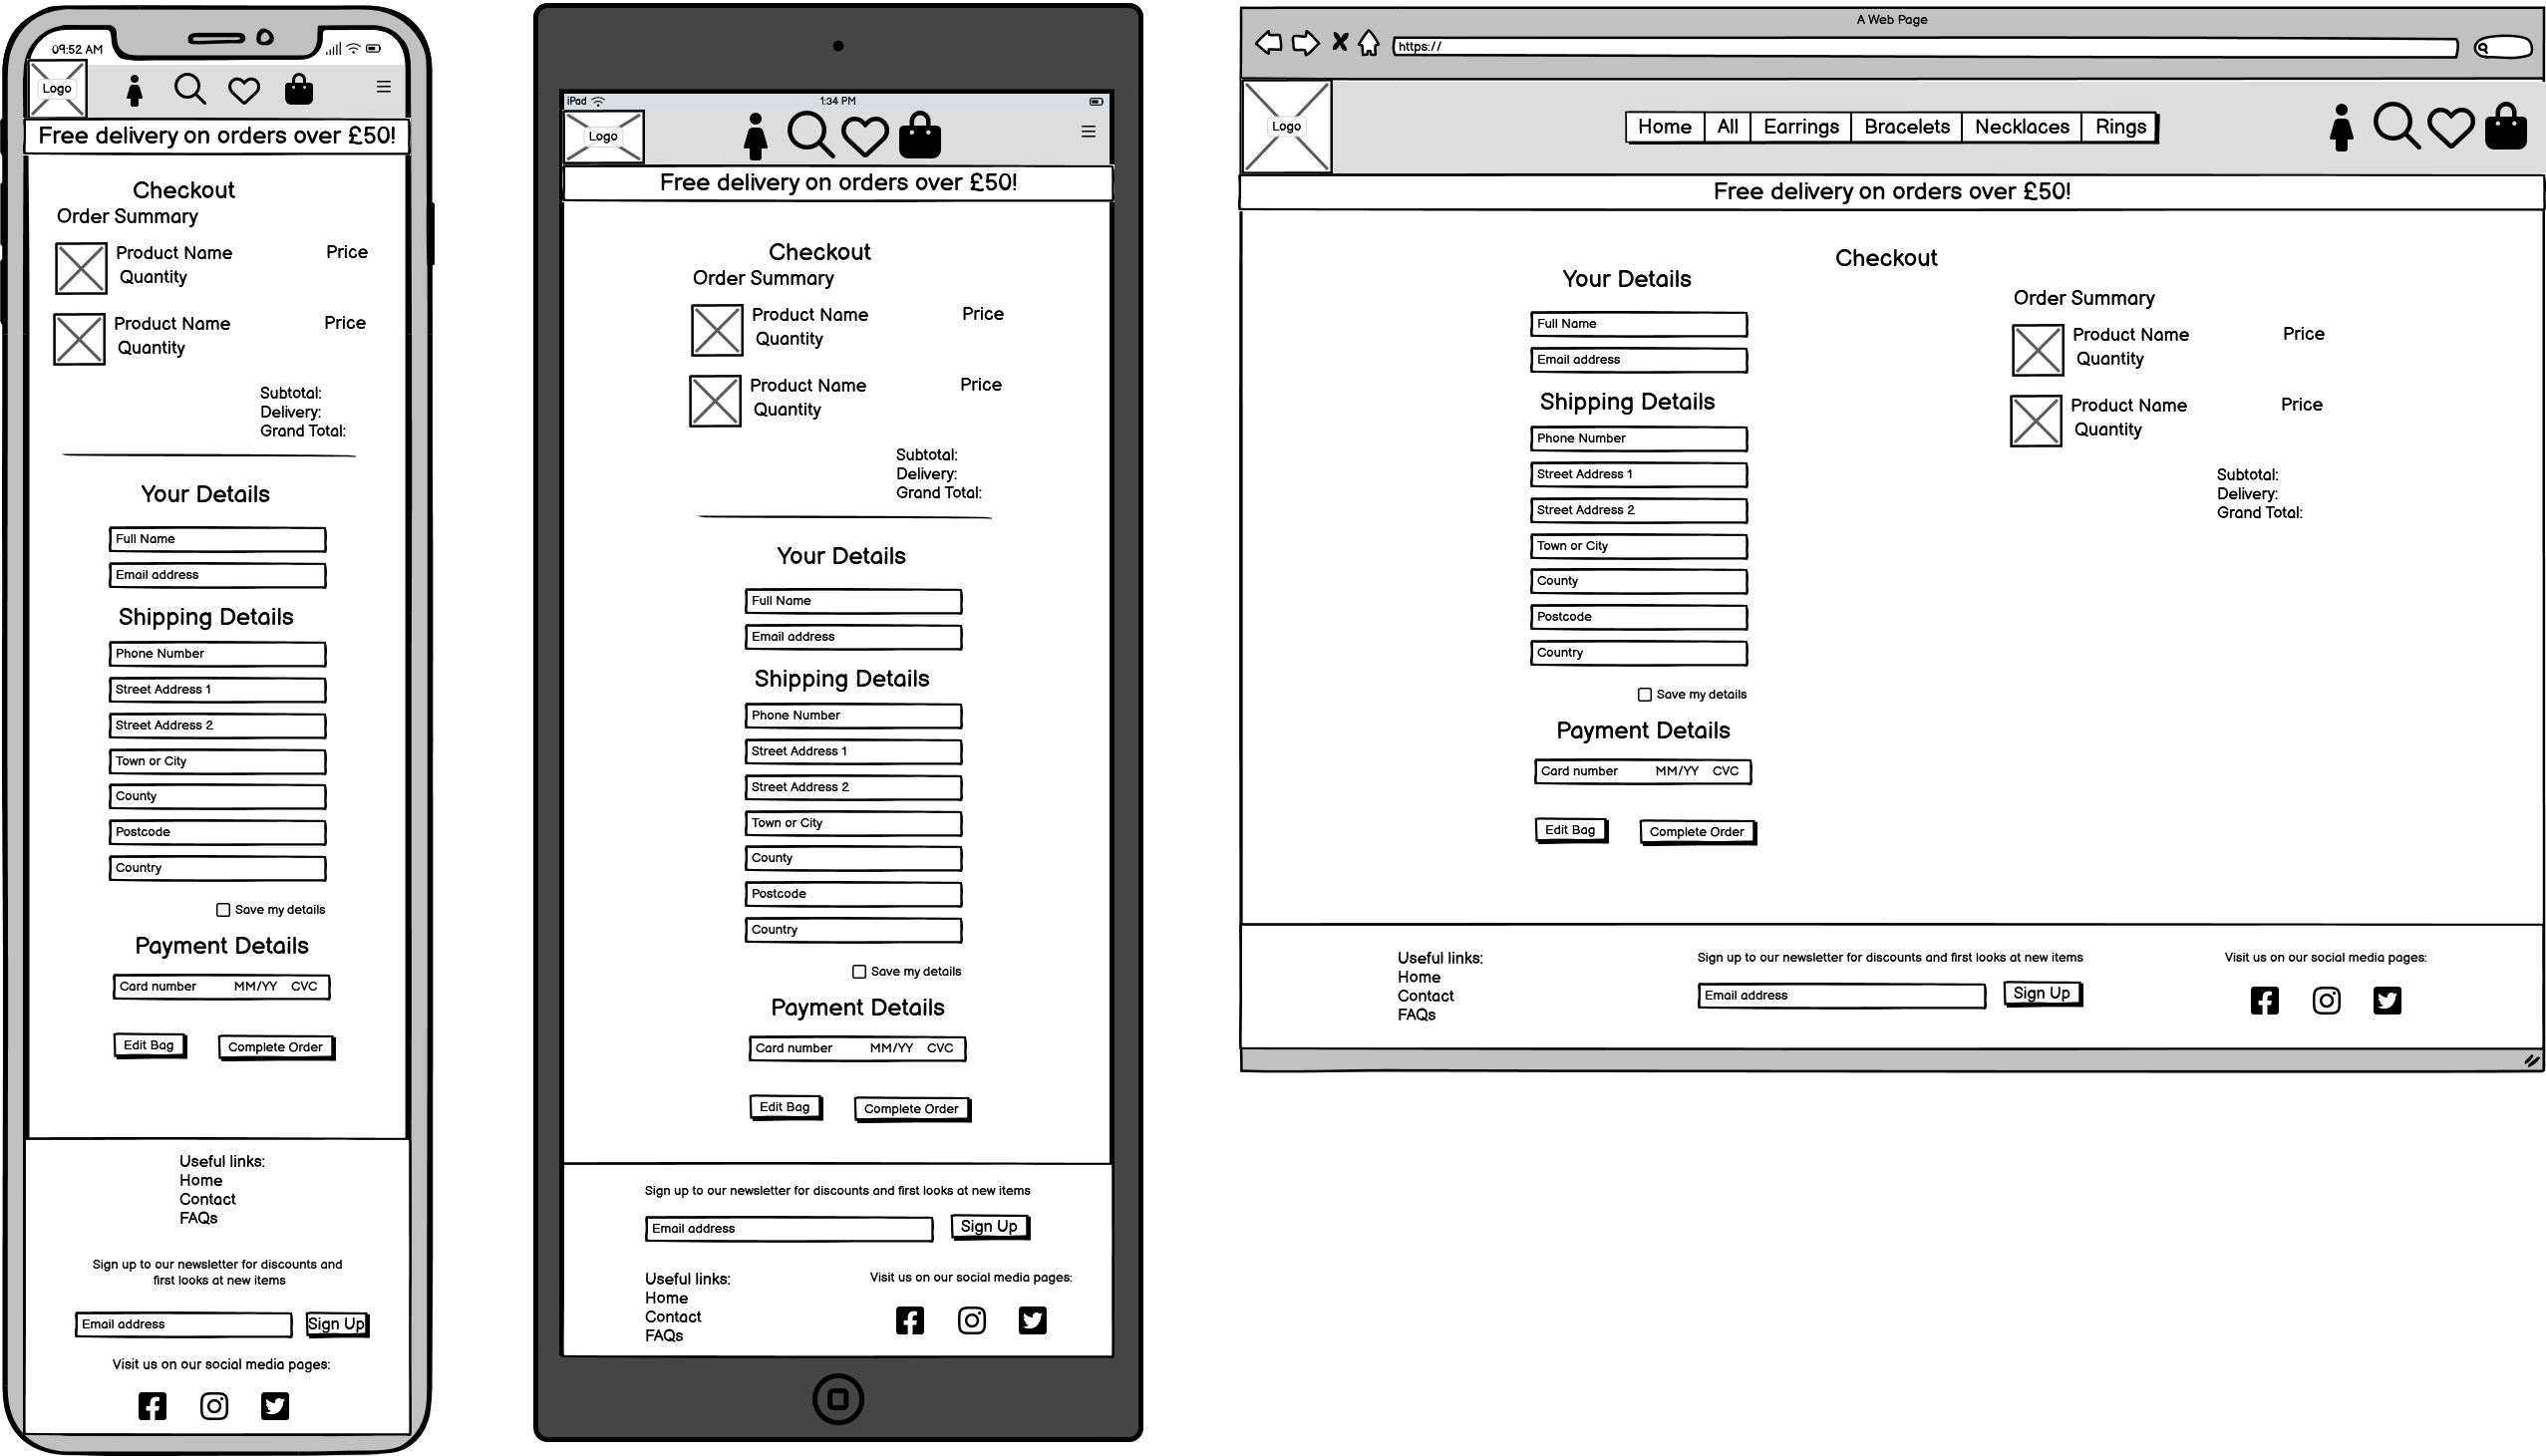 09:52 AM
Logo
Free delivery on orders over £50!
Checkout
Order Summary
Product Name Price
Quantity
Product Name Price
Quantity
Subtotal:
Delivery:
Grand Total:
Your Details
Full Name
Email address
Shipping Details
Phone Number
Street Address 1
Street Address 2
Town or City
County
Postcode
Country
Save my details
Payment Details
Card number MM/YY CVC
Edit Bag Complete Order
Useful links:
Home
Contact
FAQs
Sign up to our newsletter for discounts and
first looks at new items
Email address Sign Up
Visit us on our social media pages:
iPad 1:34 PM
Logo
Free delivery on orders over £50!
Checkout
Order Summary
Product Name Price
Quantity
Product Name Price
Quantity
Subtotal:
Delivery:
Grand Total:
Your Details
Full Name
Email address
Shipping Details
Phone Number
Street Address 1
Street Address 2
Town or City
County
Postcode
Country
Save my details
Payment Details
Card number MM/YY CVC
Edit Bag Complete Order
Sign up to our newsletter for discounts and first looks at new items
Email address Sign Up
Useful links:
Home
Contact
FAQs
Visit us on our social media pages:
A Web Page
https://
Logo
Home All Earrings Bracelets Necklaces Rings
Free delivery on orders over £50!
Checkout
Your Details
Full Name
Email address
Shipping Details
Phone Number
Street Address 1
Street Address 2
Town or City
County
Postcode
Country
Save my details
Payment Details
Card number MM/YY CVC
Edit Bag Complete Order
Order Summary
Product Name Price
Quantity
Product Name Price
Quantity
Subtotal:
Delivery:
Grand Total:
Useful links:
Home
Contact
FAQs
Sign up to our newsletter for discounts and first looks at new items
Email address Sign Up
Visit us on our social media pages: